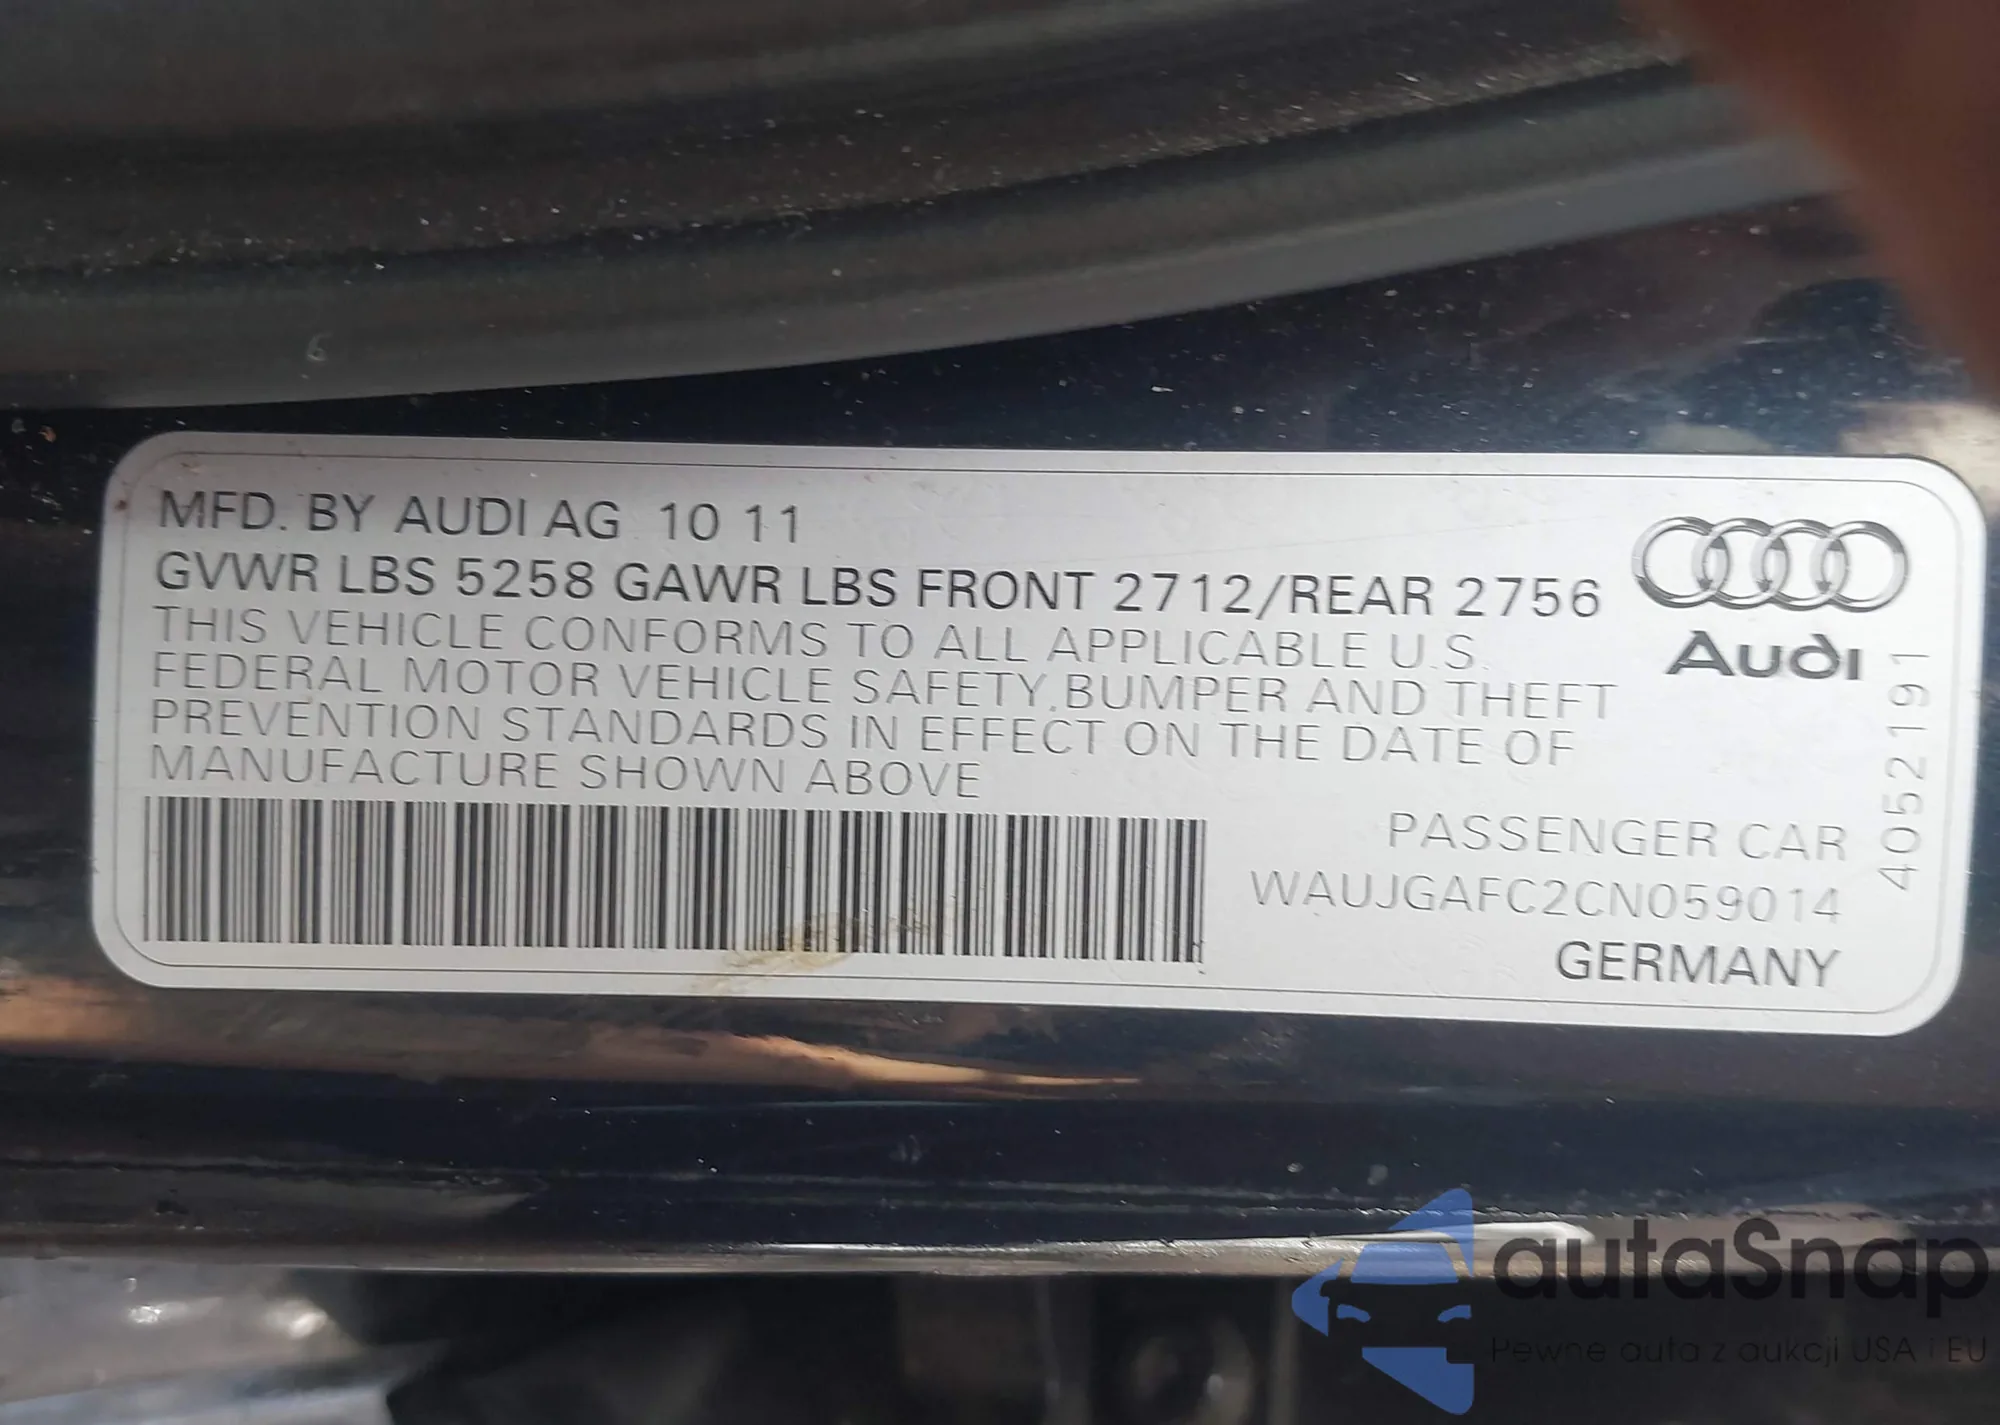 MFD. BY AUDI AG 10 11
GVWR LBS 5258 GAWR LBS FRONT 2712/REAR 2756
THIS VEHICLE CONFORMS TO ALL APPLICABLE U.S.
FEDERAL MOTOR VEHICLE SAFETY,BUMPER AND THEFT
PREVENTION STANDARDS IN EFFECT ON THE DATE OF
MANUFACTURE SHOWN ABOVE
Audi
4052191
PASSENGER CAR
WAUJGAFC2CN059014
GERMANY
autaSnap
Pewne auta z aukcji USA i EU